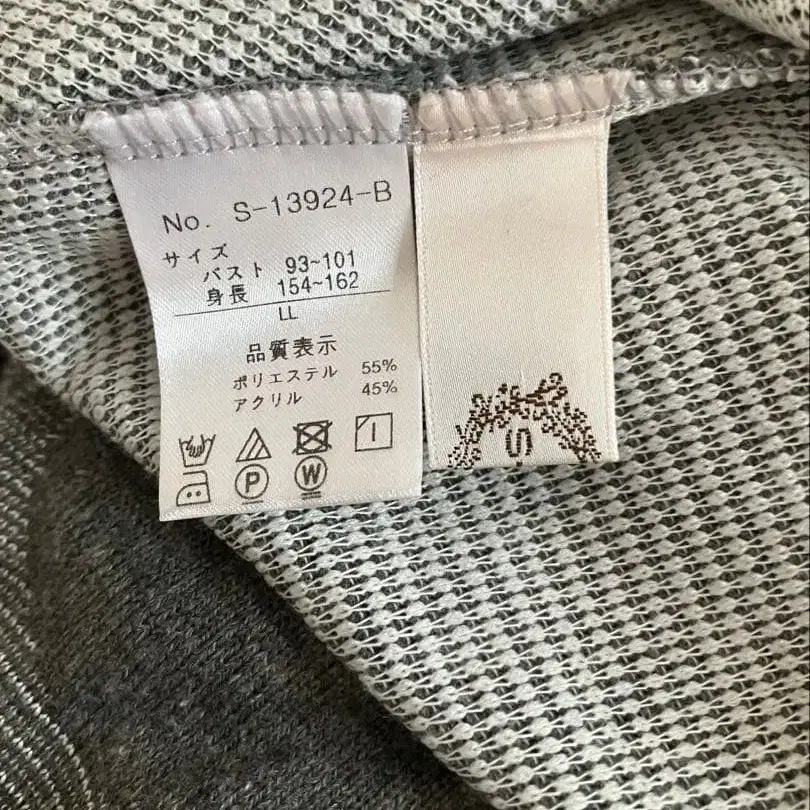 No. S-13924-B
サイズ
バスト 93~101
身長 154~162
LL
品質表示
ポリエステル 55%
アクリル 45%
P W
S